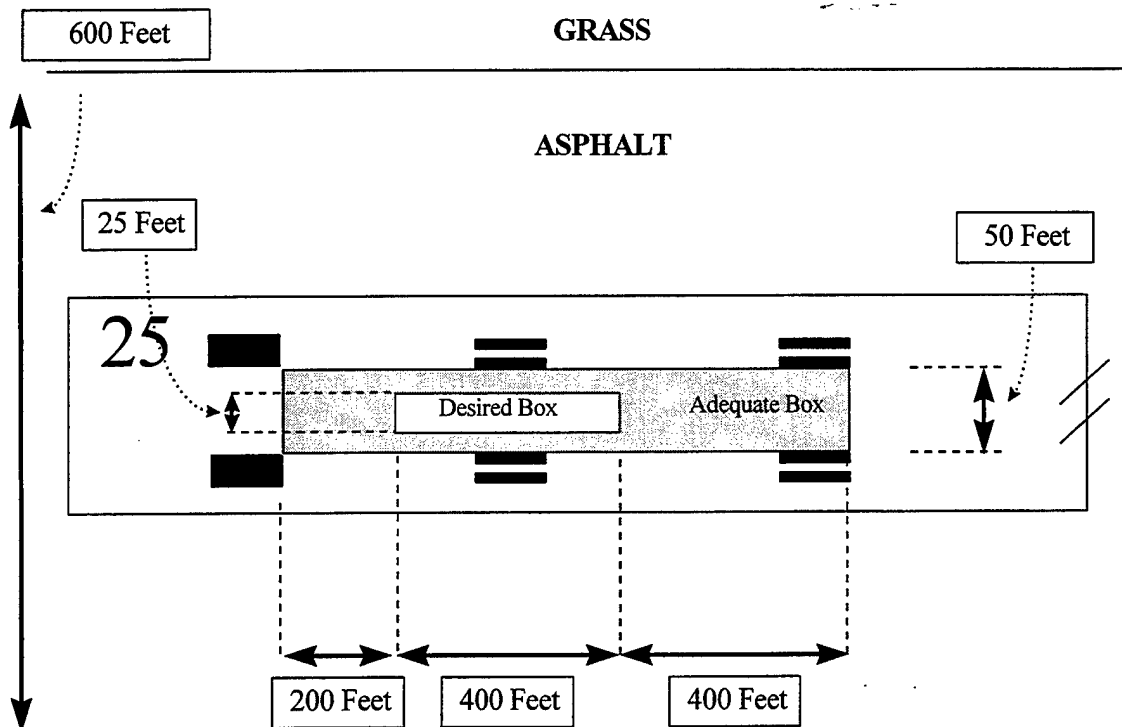 600 Feet
GRASS
ASPHALT
25 Feet
50 Feet
25
Desired Box
Adequate Box
200 Feet
400 Feet
400 Feet